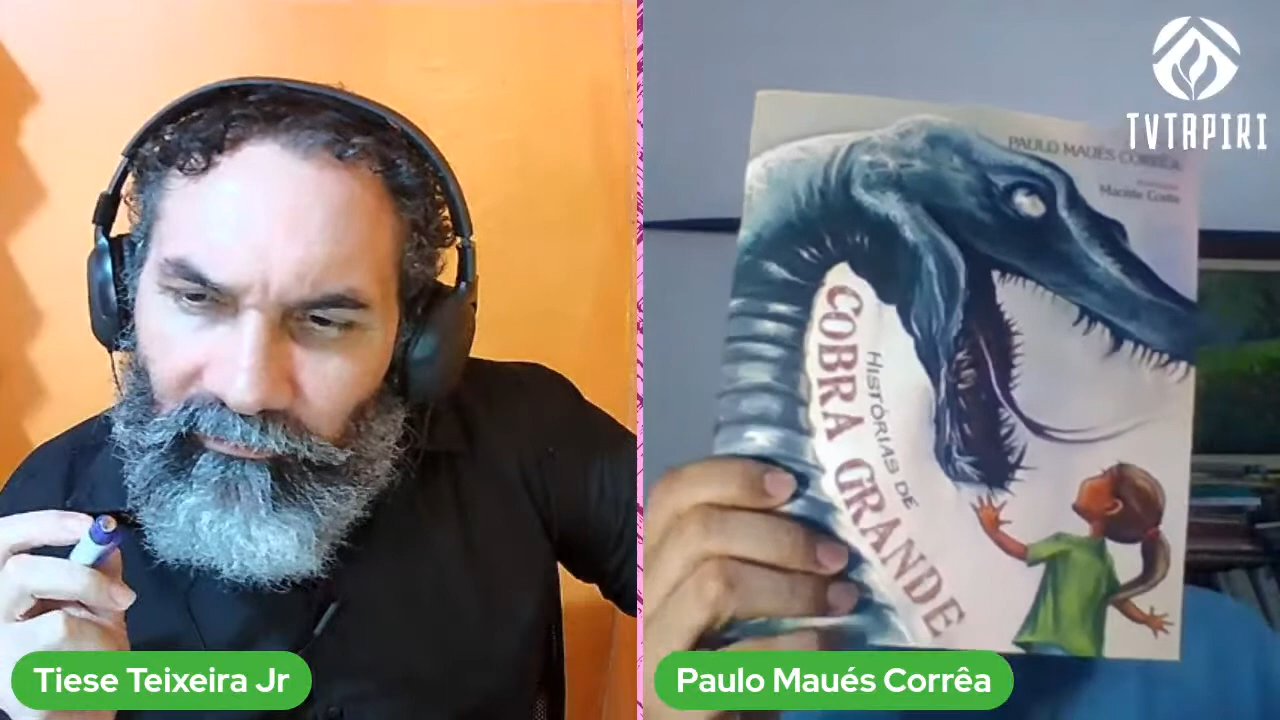 TVTAPIRI
PAULO MAUÉS CORRÊA
HISTÓRIAS DE
COBRA GRANDE
Tiese Teixeira Jr
Paulo Maués Corrêa